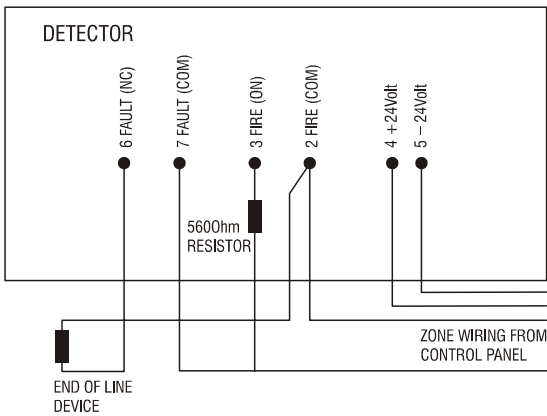 DETECTOR
6 FAULT (NC)
7 FAULT (COM)
3 FIRE (ON)
2 FIRE (COM)
4 +24Volt
5 – 24Volt
560Ohm
RESISTOR
ZONE WIRING FROM
CONTROL PANEL
END OF LINE
DEVICE